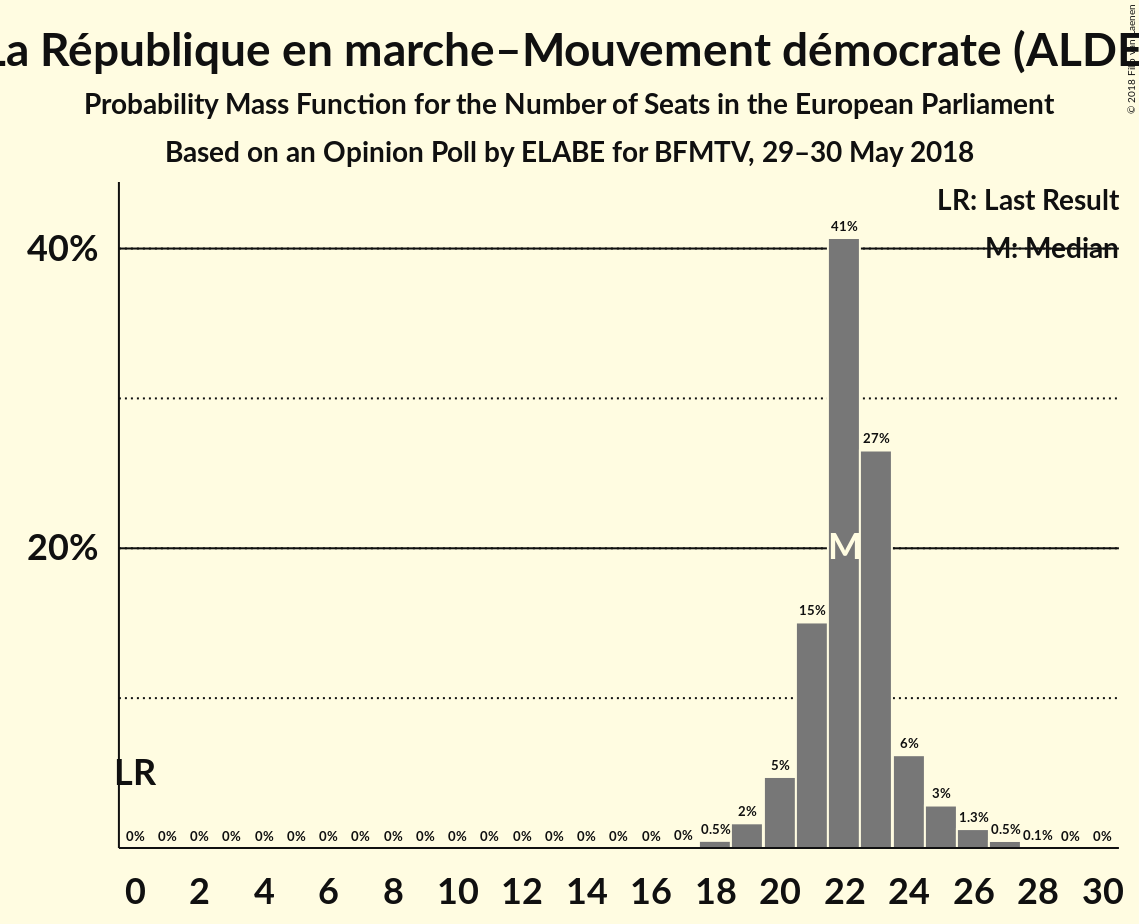 La République en marche–Mouvement démocrate (ALDE
Probability Mass Function for the Number of Seats in the European Parliament
Based on an Opinion Poll by ELABE for BFMTV, 29–30 May 2018
© 2018 Filip van Laenen
LR: Last Result
M: Median
40%
20%
41%
27%
M
15%
6%
LR
5%
3%
2%
0% 0% 0% 0% 0% 0% 0% 0% 0% 0% 0% 0% 0% 0% 0% 0% 0% 0% 0.5% 1.3% 0.5% 0.1% 0% 0%
0 2 4 6 8 10 12 14 16 18 20 22 24 26 28 30